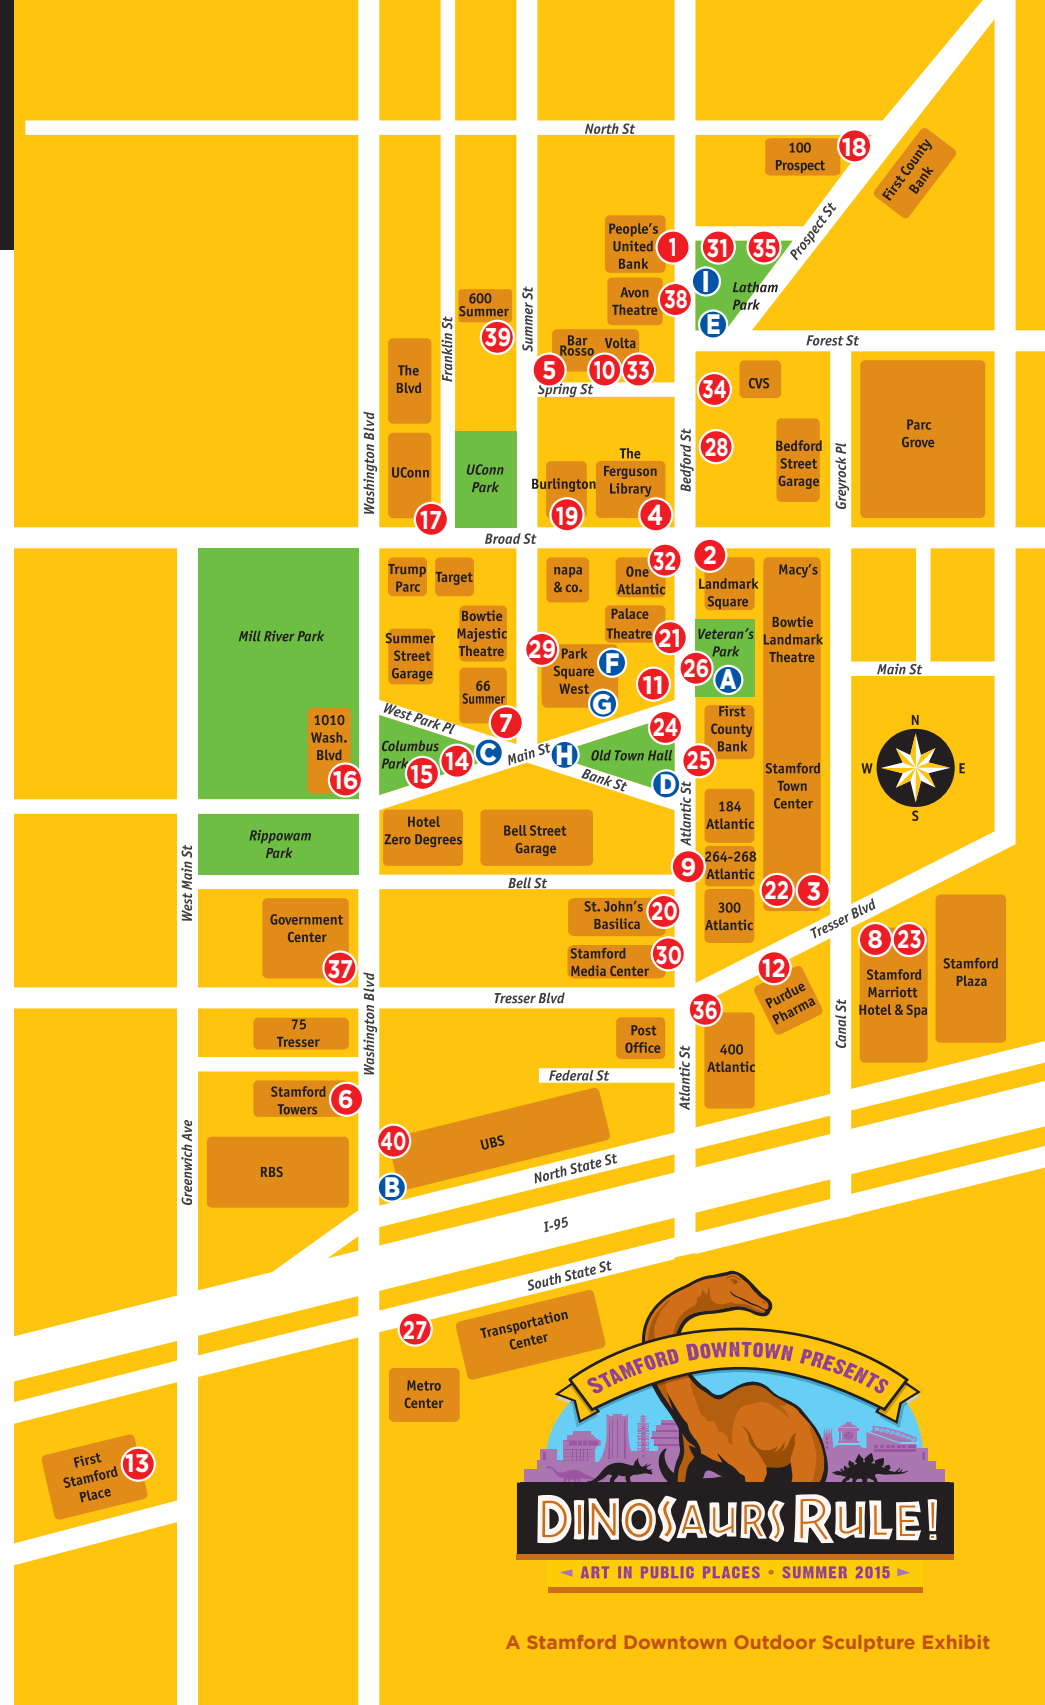 North St
100
Prospect
18
First County
Bank
Prospect St
People's
United
Bank
1
31
35
I
Latham
Park
Avon
Theatre
38
E
600
Summer
39
Summer St
Franklin St
Forest St
Bar
Rosso
Volta
5
10
33
Spring St
The
Blvd
34
CVS
Parc
Grove
Washington Blvd
UConn
17
UConn
Park
Burlington
19
The
Ferguson
Library
4
Bedford St
28
Bedford
Street
Garage
Greyrock Pl
Broad St
Trump
Parc
Target
napa
& co.
One
Atlantic
32
2
Landmark
Square
Macy's
Mill River Park
Summer
Street
Garage
Bowtie
Majestic
Theatre
29
Palace
Theatre
21
Park
Square
West
F
G
11
Veteran's
Park
26
A
Bowtie
Landmark
Theatre
Main St
66
Summer
7
West Park Pl
1010
Wash.
Blvd
16
Columbus
Park
15
14
C
Main St
H
Old Town Hall
24
D
Bank St
First
County
Bank
25
Stamford
Town
Center
N
W
E
S
Atlantic St
184
Atlantic
Rippowam
Park
Hotel
Zero Degrees
Bell Street
Garage
9
264-268
Atlantic
22
3
West Main St
Bell St
Government
Center
37
St. John's
Basilica
20
300
Atlantic
Tresser Blvd
Stamford
Media Center
30
12
Purdue
Pharma
8
23
Stamford
Marriott
Hotel & Spa
Stamford
Plaza
Washington Blvd
Tresser Blvd
36
75
Tresser
Post
Office
400
Atlantic
Canal St
Atlantic St
Federal St
Stamford
Towers
6
Greenwich Ave
RBS
40
UBS
B
North State St
I-95
South State St
27
Transportation
Center
Metro
Center
First
Stamford
Place
13
STAMFORD DOWNTOWN PRESENTS
DINOSAURS RULE!
ART IN PUBLIC PLACES • SUMMER 2015
A Stamford Downtown Outdoor Sculpture Exhibit